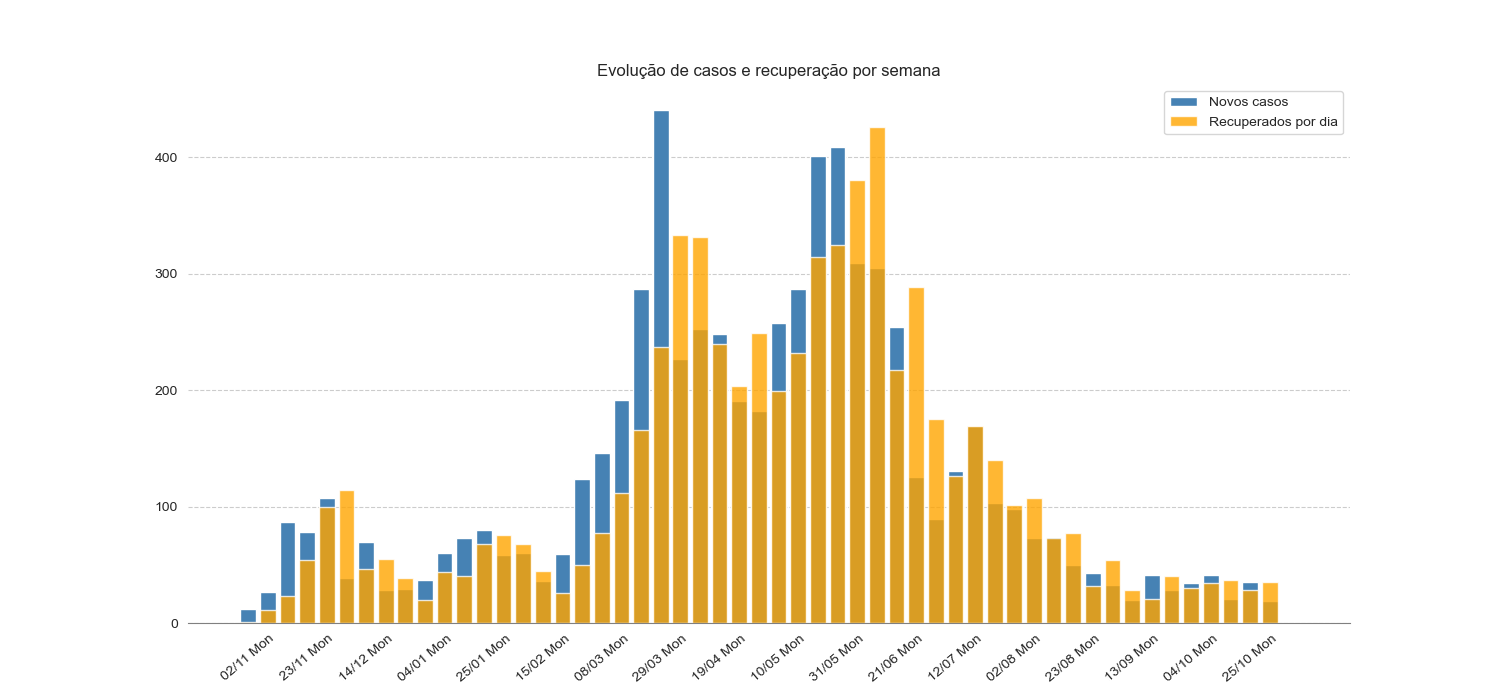 Evolução de casos e recuperação por semana
Novos casos
Recuperados por dia
400
300
200
100
0
02/11 Mon
23/11 Mon
14/12 Mon
04/01 Mon
25/01 Mon
15/02 Mon
08/03 Mon
29/03 Mon
19/04 Mon
10/05 Mon
31/05 Mon
21/06 Mon
12/07 Mon
02/08 Mon
23/08 Mon
13/09 Mon
04/10 Mon
25/10 Mon